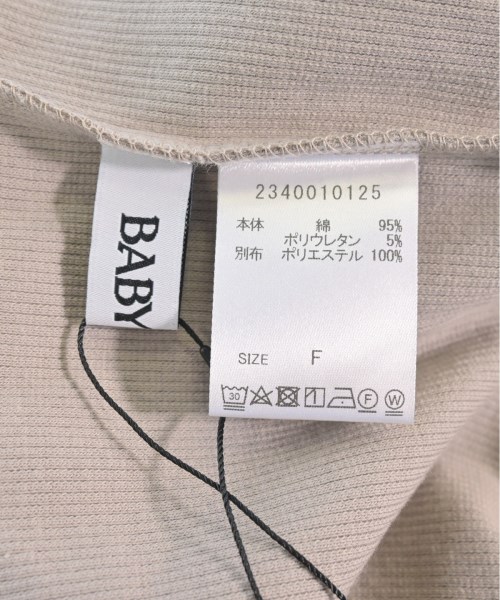 BABY
2340010125
本体 綿 95%
ポリウレタン 5%
別布 ポリエステル 100%
SIZE F
30 F W